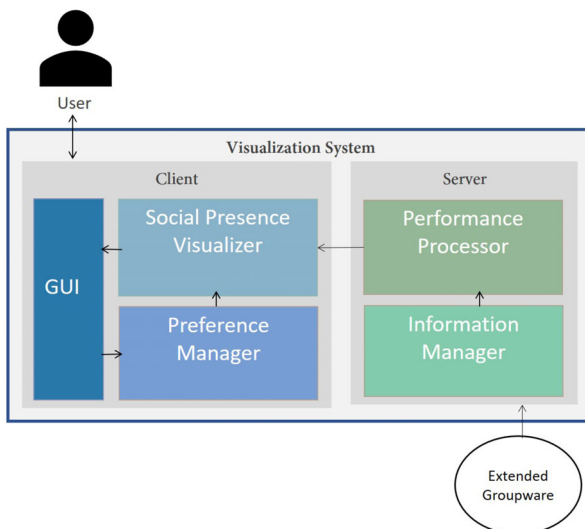 User
Visualization System
Client
Server
Social Presence
Visualizer
Performance
Processor
GUI
Preference
Manager
Information
Manager
Extended
Groupware